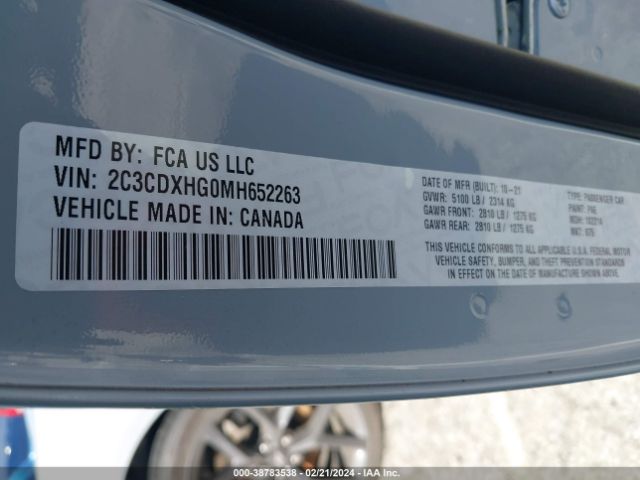 MFD BY: FCA US LLC
VIN: 2C3CDXHG0MH652263
VEHICLE MADE IN: CANADA
DATE OF MFR (BUILT): 10-21
GVWR: 5100 LB / 2314 KG
GAWR FRONT: 2810 LB / 1275 KG
GAWR REAR: 2810 LB / 1275 KG
TYPE: PASSENGER CAR
PAINT: PAE
MDH:
THIS VEHICLE CONFORMS TO ALL APPLICABLE U.S.A. FEDERAL MOTOR
VEHICLE SAFETY, BUMPER, AND THEFT PREVENTION STANDARDS
IN EFFECT ON THE DATE OF MANUFACTURE SHOWN ABOVE.
000-38783538 - 02/21/2024 - IAA Inc.